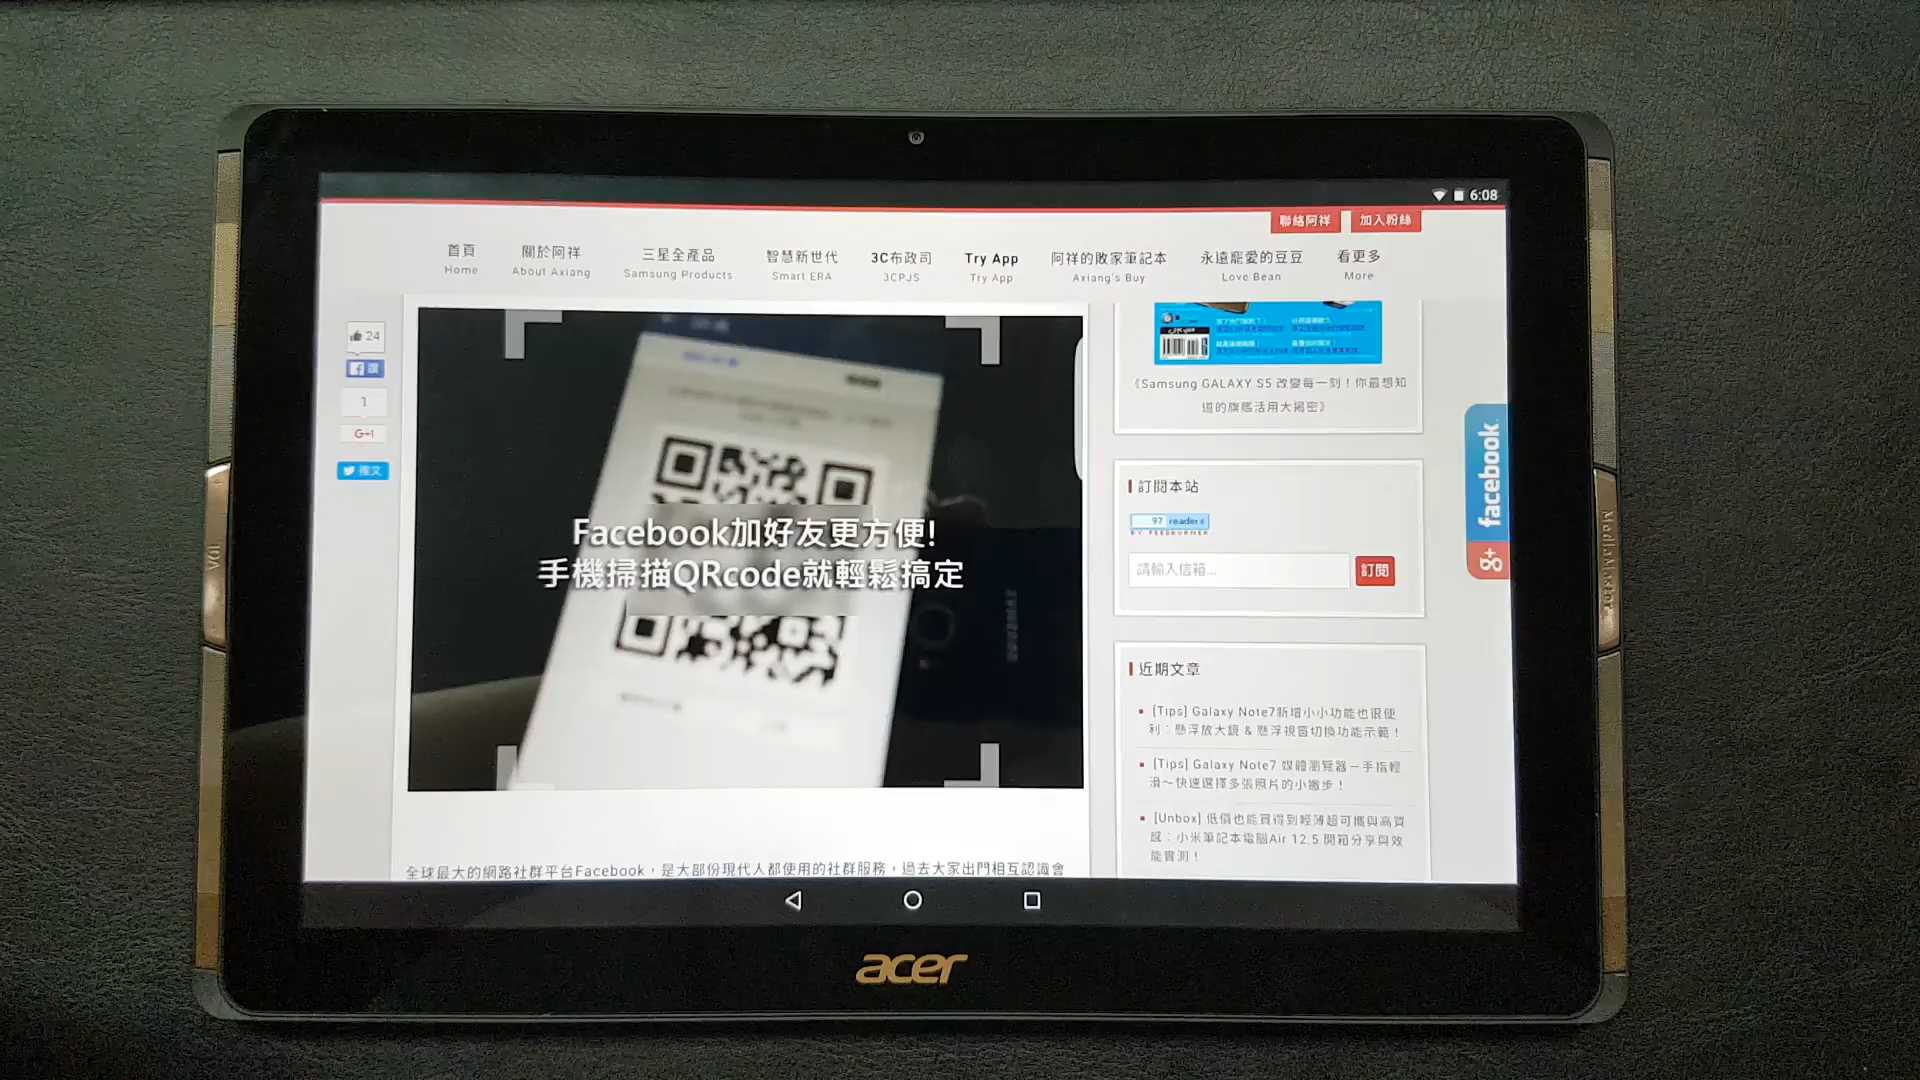 6:08
聯絡阿祥 加入粉絲
首頁 關於阿祥 三星全產品 智慧新世代 3C布政司 Try App 阿祥的敗家筆記本 永遠寵愛的豆豆 看更多
Home About Axiang Samsung Products Smart ERA 3CPJS Try App Axiang's Buy Love Bean More
24
讚
1
G+1
推文
Facebook加好友更方便!
手機掃描QRcode就輕鬆搞定
SAMSUNG
全球最大的網路社群平台Facebook，是大部份現代人都使用的社群服務，過去大家出門相互認識會
《Samsung GALAXY S5 改變每一刻！你最想知
道的旗艦活用大揭密》
訂閱本站
97 readers
BY FEEDBURNER
請輸入信箱... 訂閱
近期文章
[Tips] Galaxy Note7新增小小功能也很便
利：懸浮放大鏡 & 懸浮視窗切換功能示範！
[Tips] Galaxy Note7 媒體瀏覽器－手指輕
滑～快速選擇多張照片的小撇步！
[Unbox] 低價也能買得到輕薄超可攜與高質
感：小米筆記本電腦Air 12.5 開箱分享與效
能實測！
facebook
g+
VOL
MediaMaster
acer